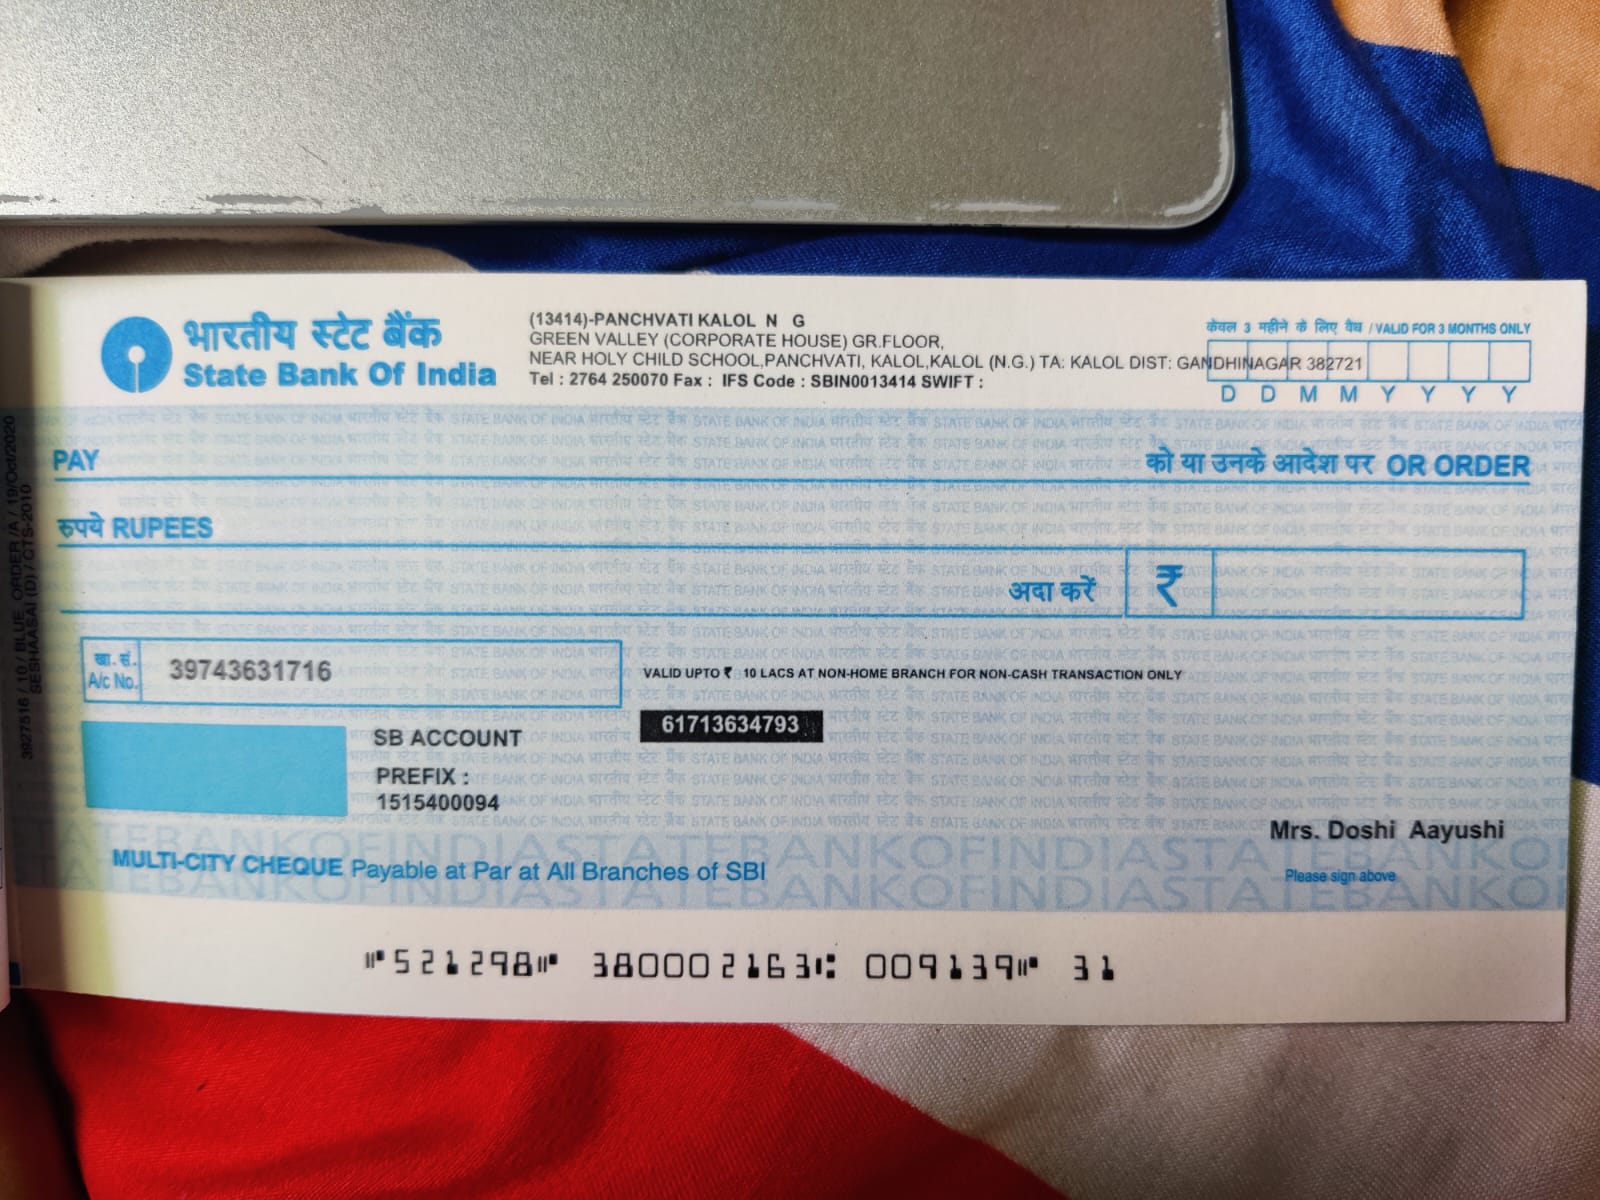 भारतीय स्टेट बैंक
State Bank Of India
(13414)-PANCHVATI KALOL N G
GREEN VALLEY (CORPORATE HOUSE) GR.FLOOR,
NEAR HOLY CHILD SCHOOL,PANCHVATI, KALOL,KALOL (N.G.) TA: KALOL DIST: GANDHINAGAR 382721
Tel : 2764 250070 Fax : IFS Code : SBIN0013414 SWIFT :
केवल 3 महीने के लिए वैध / VALID FOR 3 MONTHS ONLY
D D M M Y Y Y Y
PAY
को या उनके आदेश पर OR ORDER
रुपये RUPEES
अदा करें ₹
खा. सं.
A/c No.
39743631716
VALID UPTO ₹ 10 LACS AT NON-HOME BRANCH FOR NON-CASH TRANSACTION ONLY
61713634793
SB ACCOUNT
PREFIX :
1515400094
Mrs. Doshi Aayushi
Please sign above
MULTI-CITY CHEQUE Payable at Par at All Branches of SBI
⑈521298⑈ 380002163⑆ 009139⑈ 31
3927516 / 10 / BLUE_ORDER /A / 19/Oct/2020
SESHAASAI (D) / CTS-2010